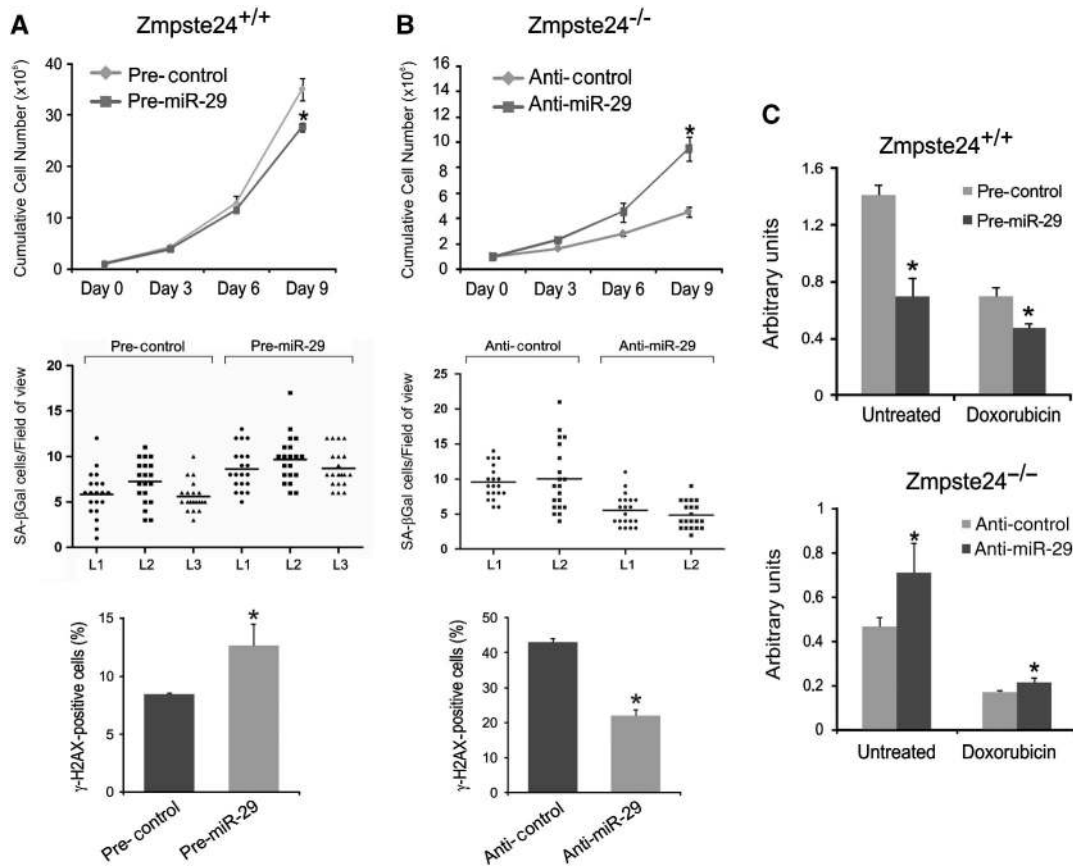 A
Zmpste24+/+
Cumulative Cell Number (x10⁵)
40
30
20
10
0
Pre-control
Pre-miR-29
*
Day 0 Day 3 Day 6 Day 9
SA-βGal cells/Field of view
Pre-control Pre-miR-29
20
15
10
5
0
L1 L2 L3 L1 L2 L3
γ-H2AX-positive cells (%)
15
10
5
0
*
Pre-control Pre-miR-29
B
Zmpste24-/-
Cumulative Cell Number (x10⁵)
16
14
12
10
8
6
4
2
0
Anti-control
Anti-miR-29
*
Day 0 Day 3 Day 6 Day 9
SA-βGal cells/Field of view
Anti-control Anti-miR-29
25
20
15
10
5
0
L1 L2 L1 L2
γ-H2AX-positive cells (%)
50
40
30
20
10
0
*
Anti-control Anti-miR-29
C
Zmpste24+/+
Arbitrary units
1.6
1.2
0.8
0.4
0
Pre-control
Pre-miR-29
* *
Untreated Doxorubicin
Zmpste24–/–
Arbitrary units
1
0.8
0.6
0.4
0.2
0
Anti-control
Anti-miR-29
* *
Untreated Doxorubicin